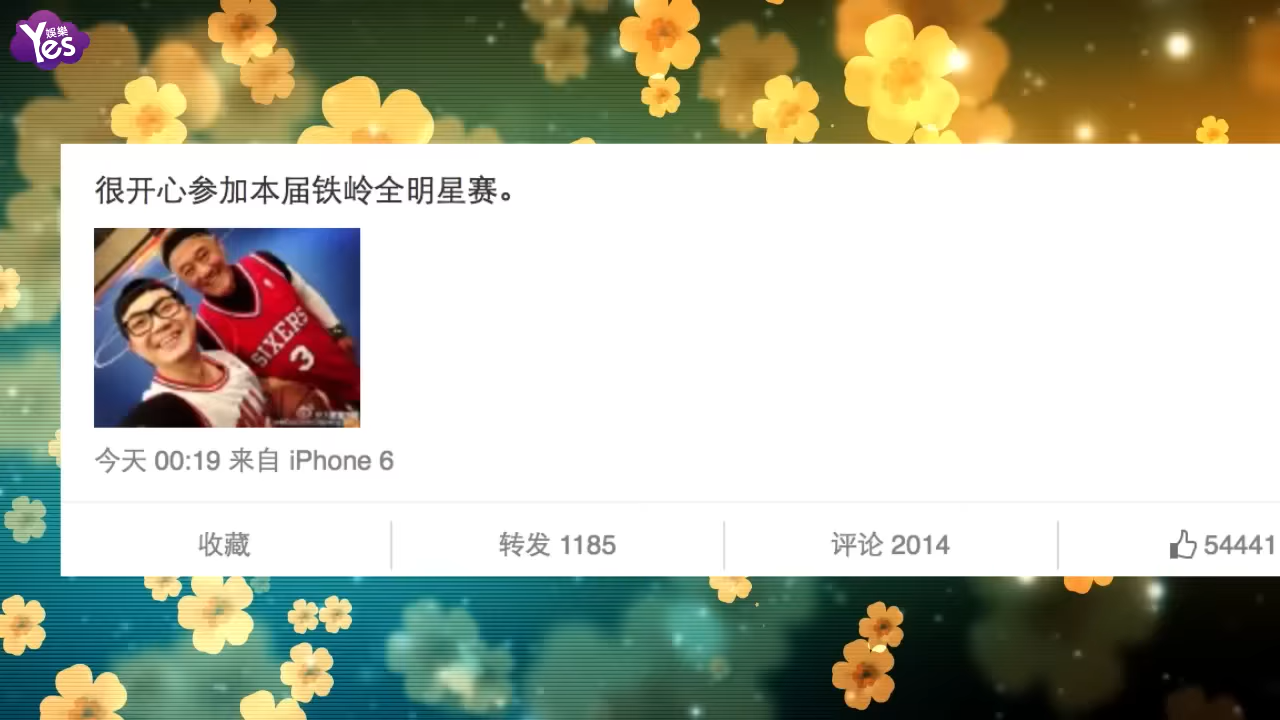 Yes 娛樂
很开心参加本届铁岭全明星赛。
SIXERS
3
今天 00:19 来自 iPhone 6
收藏
转发 1185
评论 2014
54441